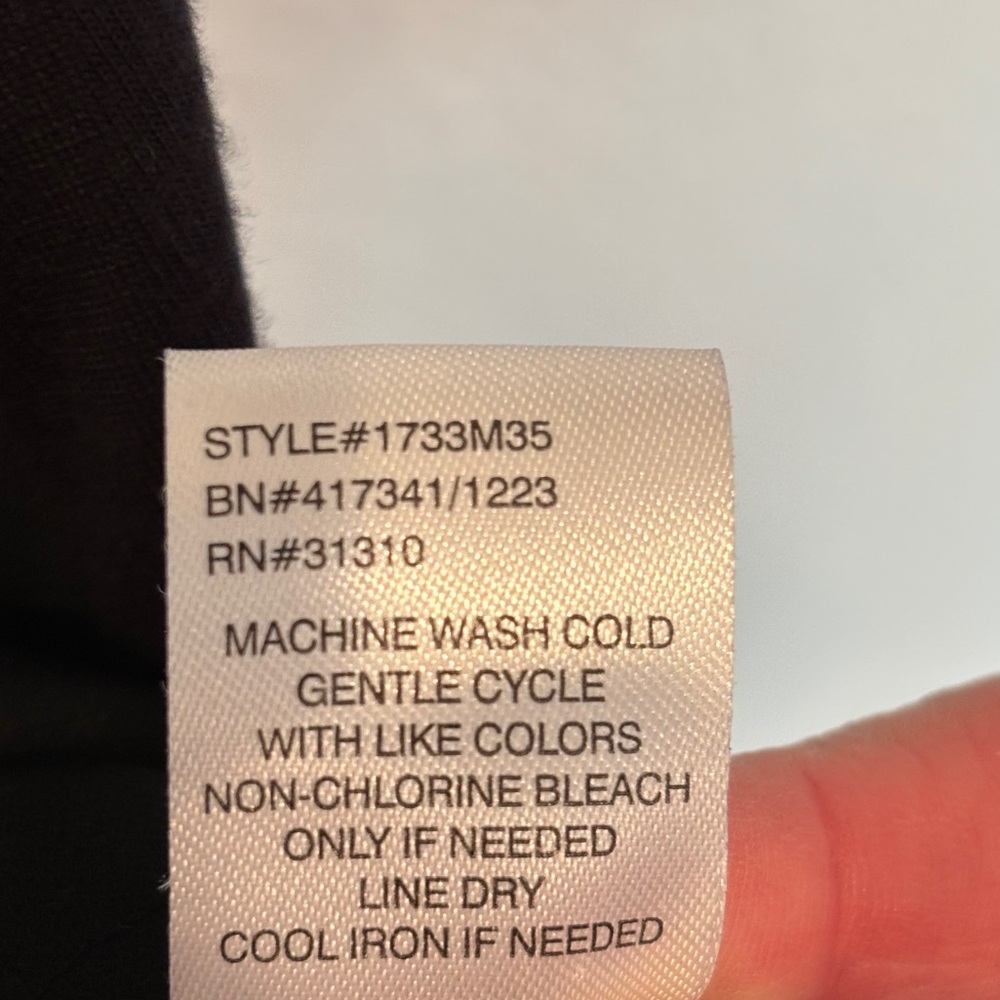 STYLE#1733M35
BN#417341/1223
RN#31310
MACHINE WASH COLD
GENTLE CYCLE
WITH LIKE COLORS
NON-CHLORINE BLEACH
ONLY IF NEEDED
LINE DRY
COOL IRON IF NEEDED